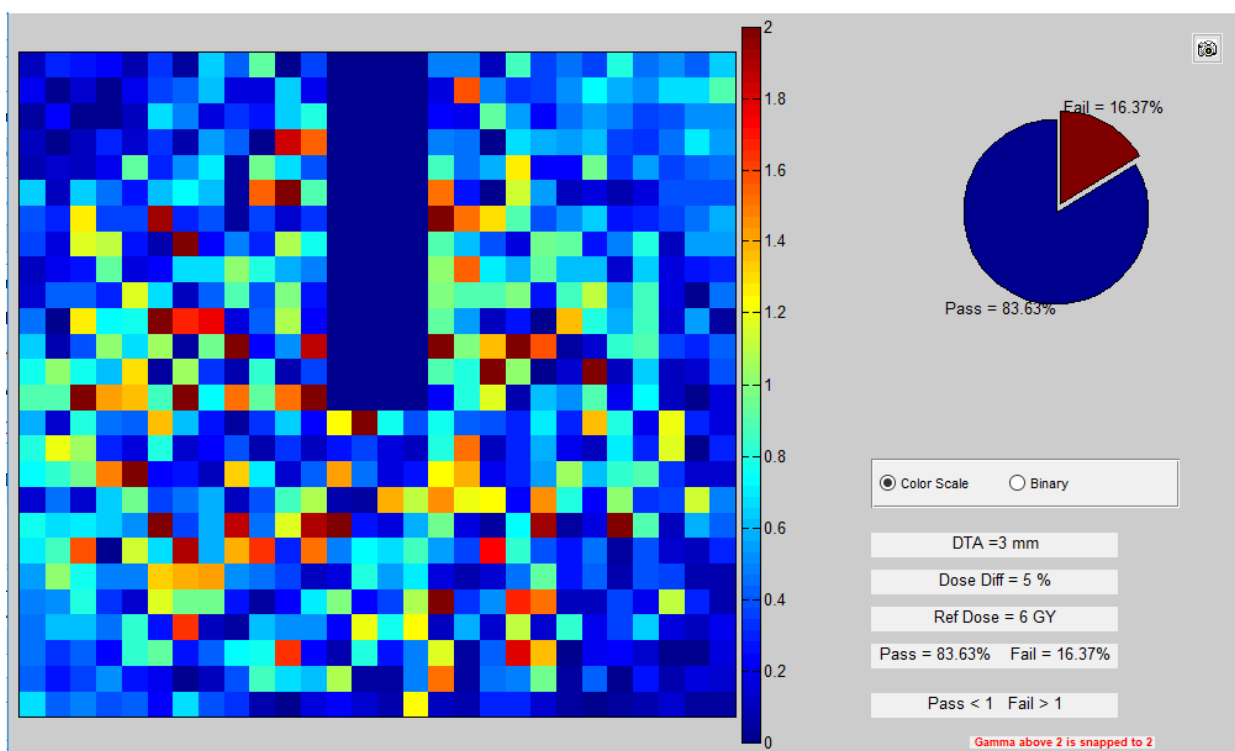 2
1.8
1.6
1.4
1.2
1
0.8
0.6
0.4
0.2
0
Fail = 16.37%
Pass = 83.63%
Color Scale Binary
DTA =3 mm
Dose Diff = 5 %
Ref Dose = 6 GY
Pass = 83.63% Fail = 16.37%
Pass < 1 Fail > 1
Gamma above 2 is snapped to 2